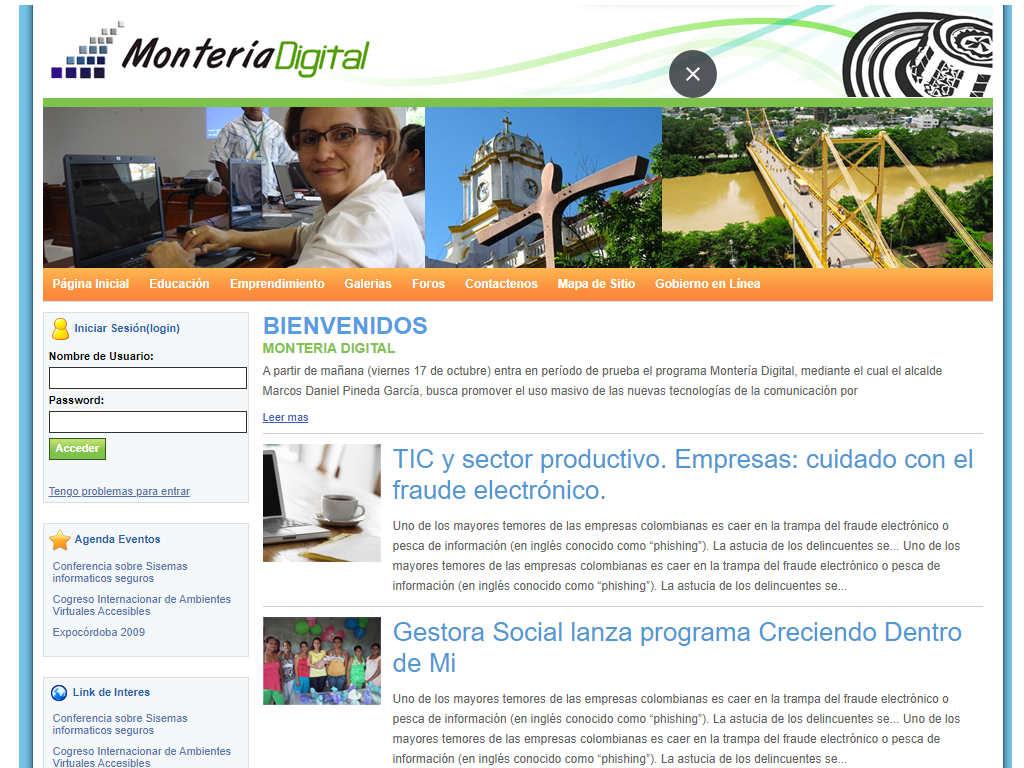 MonteriaDigital
Página Inicial Educación Emprendimiento Galerias Foros Contactenos Mapa de Sitio Gobierno en Línea
Iniciar Sesión(login)
Nombre de Usuario:
Password:
Acceder
Tengo problemas para entrar
Agenda Eventos
Conferencia sobre Sisemas
informaticos seguros
Cogreso Internacionar de Ambientes
Virtuales Accesibles
Expocórdoba 2009
Link de Interes
Conferencia sobre Sisemas
informaticos seguros
Cogreso Internacionar de Ambientes
Virtuales Accesibles
BIENVENIDOS
MONTERIA DIGITAL
A partir de mañana (viernes 17 de octubre) entra en período de prueba el programa Montería Digital, mediante el cual el alcalde
Marcos Daniel Pineda García, busca promover el uso masivo de las nuevas tecnologías de la comunicación por
Leer mas
TIC y sector productivo. Empresas: cuidado con el
fraude electrónico.
Uno de los mayores temores de las empresas colombianas es caer en la trampa del fraude electrónico o
pesca de información (en inglés conocido como “phishing”). La astucia de los delincuentes se... Uno de los
mayores temores de las empresas colombianas es caer en la trampa del fraude electrónico o pesca de
información (en inglés conocido como “phishing”). La astucia de los delincuentes se...
Gestora Social lanza programa Creciendo Dentro
de Mi
Uno de los mayores temores de las empresas colombianas es caer en la trampa del fraude electrónico o
pesca de información (en inglés conocido como “phishing”). La astucia de los delincuentes se... Uno de los
mayores temores de las empresas colombianas es caer en la trampa del fraude electrónico o pesca de
información (en inglés conocido como “phishing”). La astucia de los delincuentes se...